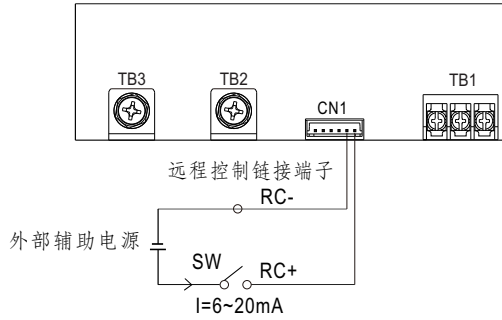 TB3
TB2
CN1
TB1
远程控制链接端子
RC-
外部辅助电源
SW
RC+
I=6~20mA